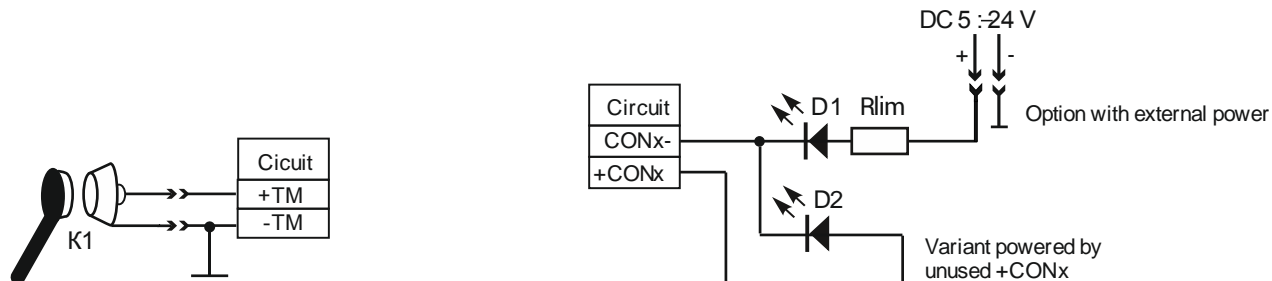 Cicuit
+TM
-TM
K1
DC 5 ÷ 24 V
+ -
Circuit
CONx-
+CONx
D1
Rlim
Option with external power
D2
Variant powered by
unused +CONx